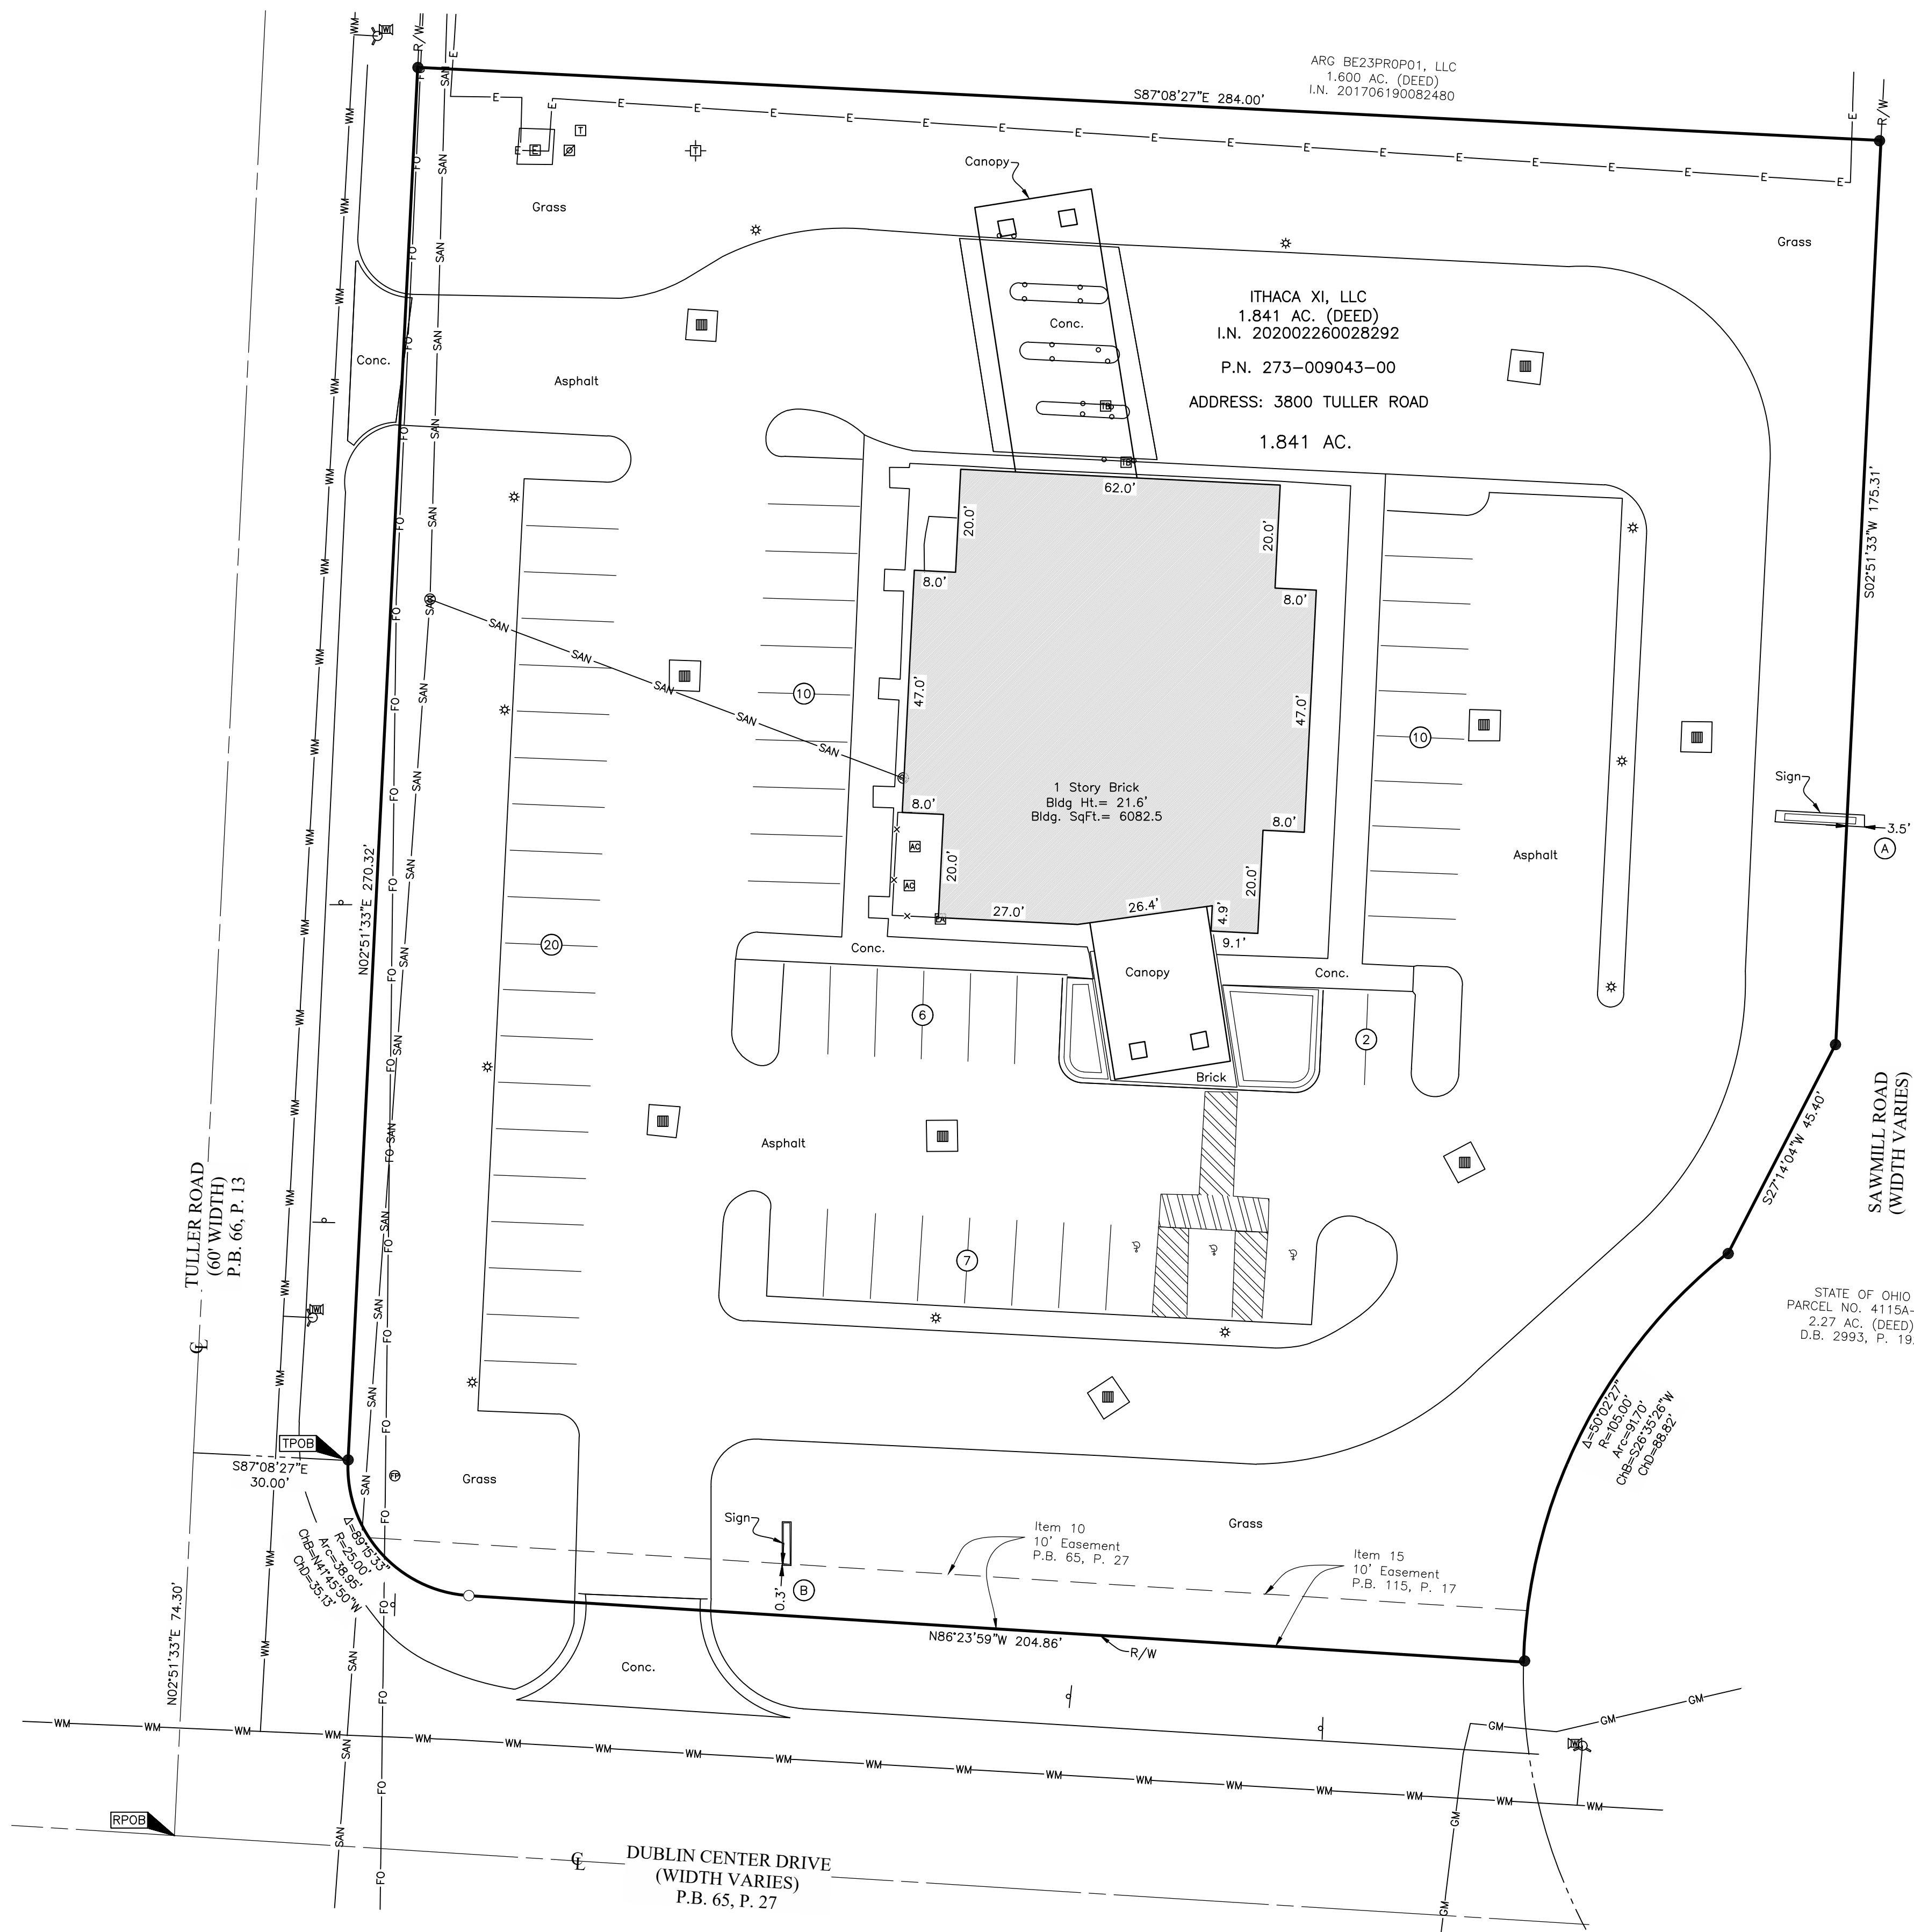 ARG BE23PR0P01, LLC
1.600 AC. (DEED)
I.N. 201706190082480
S87°08'27"E 284.00'
R/W
R/W
WM
W
FO
SAN
E
T
E
T
Canopy
Grass
Grass
ITHACA XI, LLC
1.841 AC. (DEED)
I.N. 202002260028292
P.N. 273-009043-00
ADDRESS: 3800 TULLER ROAD
1.841 AC.
Conc.
Conc.
Asphalt
TB
TB
62.0'
20.0'
20.0'
8.0'
8.0'
47.0'
47.0'
10
10
S02°51'33"W 175.31'
1 Story Brick
Bldg Ht.= 21.6'
Bldg. SqFt.= 6082.5
8.0'
8.0'
20.0'
20.0'
AC
AC
27.0'
26.4'
4.9'
9.1'
Sign
3.5'
A
Asphalt
N02°51'33"E 270.32'
20
Conc.
Canopy
Conc.
6
2
Brick
Asphalt
7
S27°14'04"W 45.40'
SAWMILL ROAD
(WIDTH VARIES)
TULLER ROAD
(60' WIDTH)
P.B. 66, P. 13
W
STATE OF OHIO
PARCEL NO. 4115A-
2.27 AC. (DEED)
D.B. 2993, P. 19
Δ=50°02'27"
R=105.00'
Arc=91.70'
ChB=S26°35'26"W
ChD=88.82'
TPOB
S87°08'27"E
30.00'
FP
Grass
Δ=89°15'33"
R=25.00'
Arc=38.95'
ChB=N41°45'50"W
ChD=35.13'
Sign
0.3'
B
Item 10
10' Easement
P.B. 65, P. 27
Grass
Item 15
10' Easement
P.B. 115, P. 17
N86°23'59"W 204.86'
R/W
Conc.
N02°51'33"E 74.30'
GM
WM
RPOB
DUBLIN CENTER DRIVE
(WIDTH VARIES)
P.B. 65, P. 27